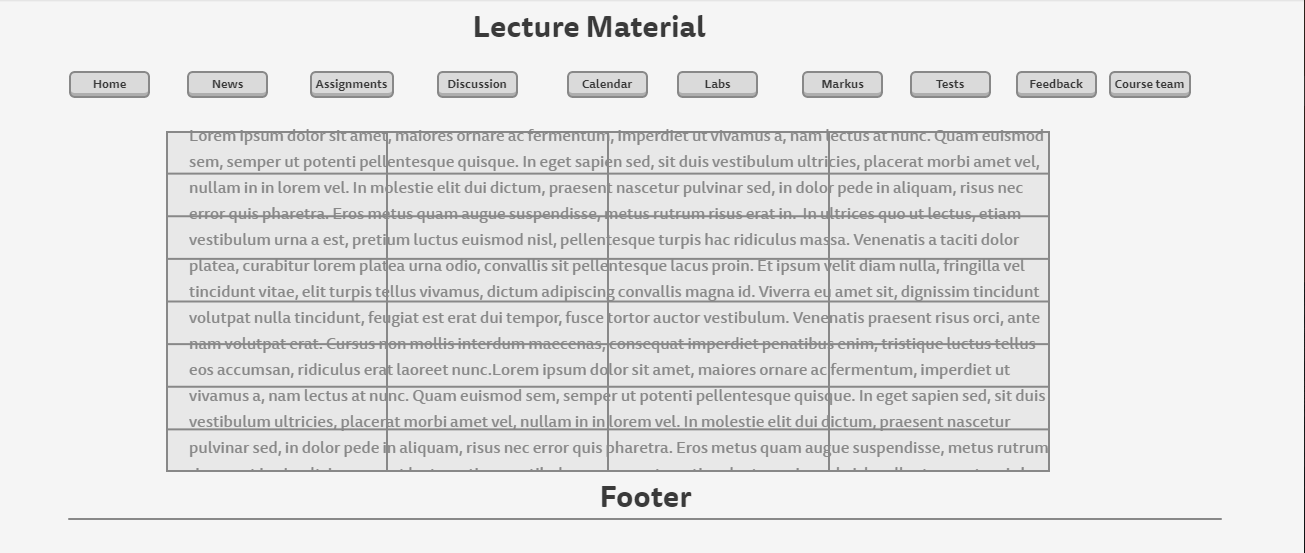 Lecture Material
Home News Assignments Discussion Calendar Labs Markus Tests Feedback Course team
Lorem ipsum dolor sit amet, maiores ornare ac fermentum, imperdiet ut vivamus a, nam lectus at nunc. Quam euismod
sem, semper ut potenti pellentesque quisque. In eget sapien sed, sit duis vestibulum ultricies, placerat morbi amet vel,
nullam in in lorem vel. In molestie elit dui dictum, praesent nascetur pulvinar sed, in dolor pede in aliquam, risus nec
error quis pharetra. Eros metus quam augue suspendisse, metus rutrum risus erat in. In ultrices quo ut lectus, etiam
vestibulum urna a est, pretium luctus euismod nisl, pellentesque turpis hac ridiculus massa. Venenatis a taciti dolor
platea, curabitur lorem platea urna odio, convallis sit pellentesque lacus proin. Et ipsum velit diam nulla, fringilla vel
tincidunt vitae, elit turpis tellus vivamus, dictum adipiscing convallis magna id. Viverra eu amet sit, dignissim tincidunt
volutpat nulla tincidunt, feugiat est erat dui tempor, fusce tortor auctor vestibulum. Venenatis praesent risus orci, ante
nam volutpat erat. Cursus non mollis interdum maecenas, consequat imperdiet penatibus enim, tristique luctus tellus
eos accumsan, ridiculus erat laoreet nunc.Lorem ipsum dolor sit amet, maiores ornare ac fermentum, imperdiet ut
vivamus a, nam lectus at nunc. Quam euismod sem, semper ut potenti pellentesque quisque. In eget sapien sed, sit duis
vestibulum ultricies, placerat morbi amet vel, nullam in in lorem vel. In molestie elit dui dictum, praesent nascetur
pulvinar sed, in dolor pede in aliquam, risus nec error quis pharetra. Eros metus quam augue suspendisse, metus rutrum
Footer